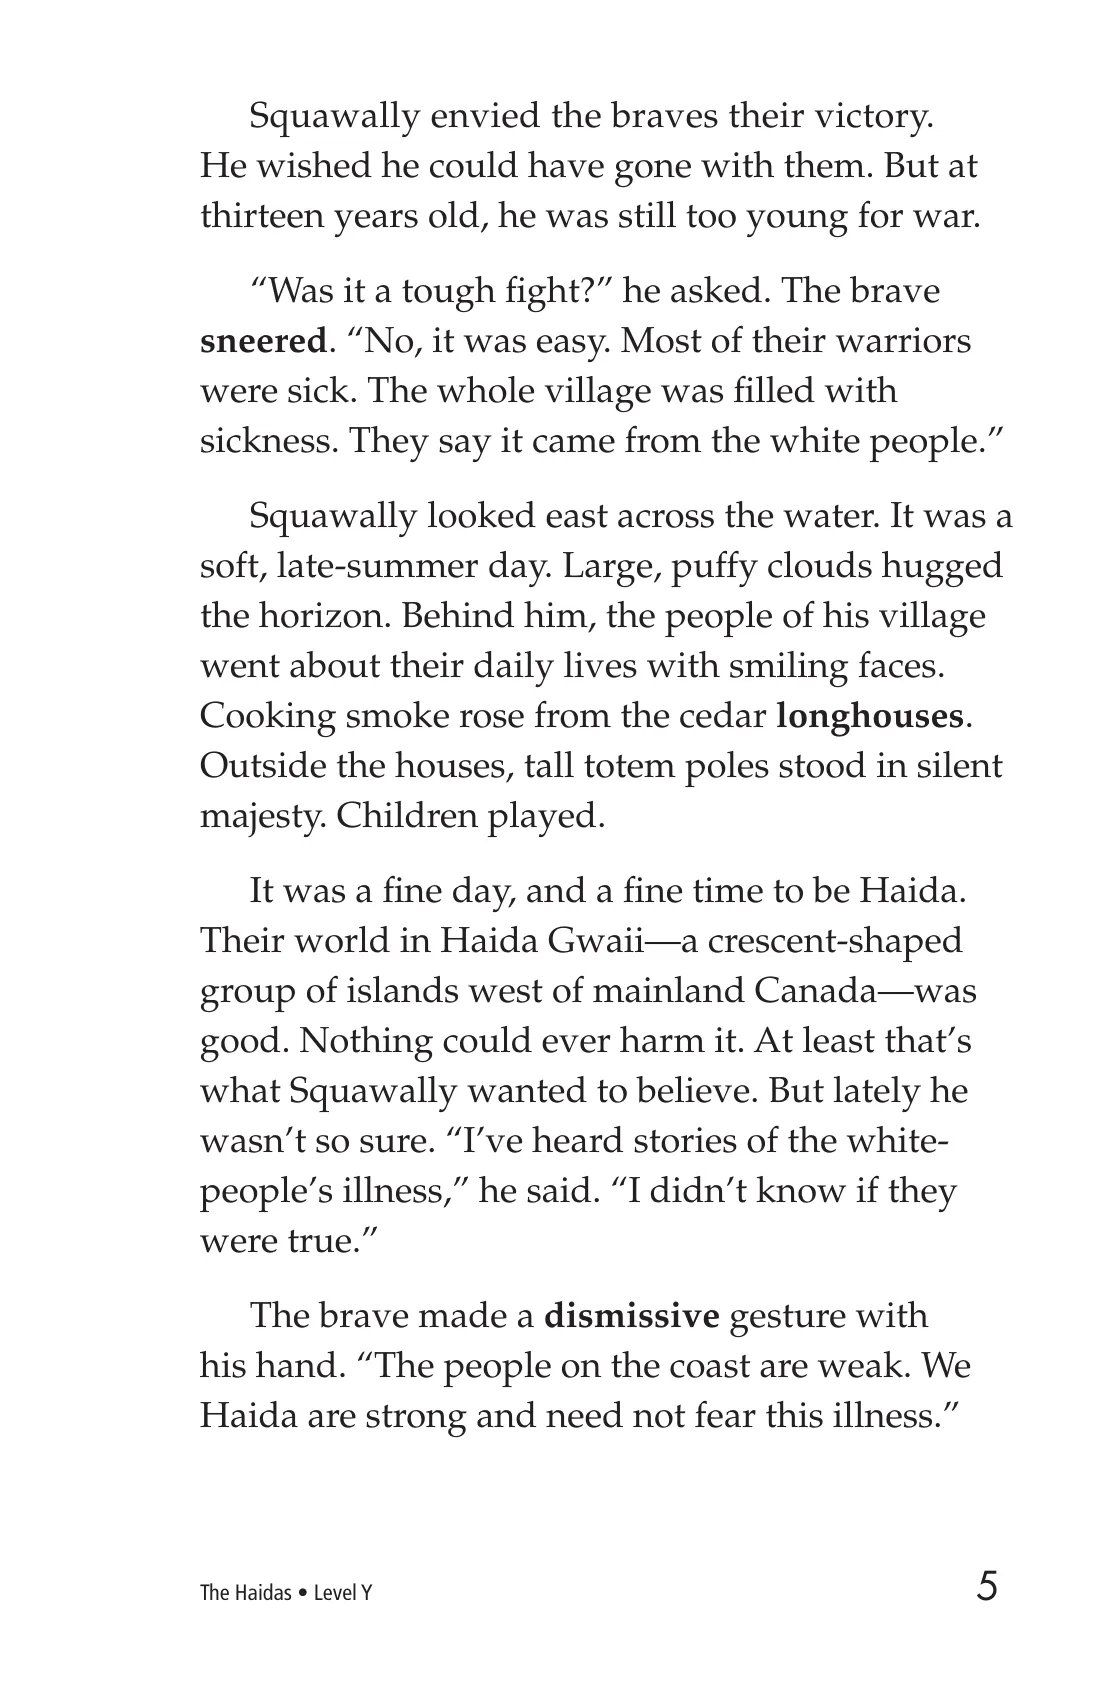 Squawally envied the braves their victory.
He wished he could have gone with them. But at
thirteen years old, he was still too young for war.
“Was it a tough fight?” he asked. The brave
sneered. “No, it was easy. Most of their warriors
were sick. The whole village was filled with
sickness. They say it came from the white people.”
Squawally looked east across the water. It was a
soft, late-summer day. Large, puffy clouds hugged
the horizon. Behind him, the people of his village
went about their daily lives with smiling faces.
Cooking smoke rose from the cedar longhouses.
Outside the houses, tall totem poles stood in silent
majesty. Children played.
It was a fine day, and a fine time to be Haida.
Their world in Haida Gwaii—a crescent-shaped
group of islands west of mainland Canada—was
good. Nothing could ever harm it. At least that’s
what Squawally wanted to believe. But lately he
wasn’t so sure. “I’ve heard stories of the white-
people’s illness,” he said. “I didn’t know if they
were true.”
The brave made a dismissive gesture with
his hand. “The people on the coast are weak. We
Haida are strong and need not fear this illness.”
The Haidas • Level Y
5